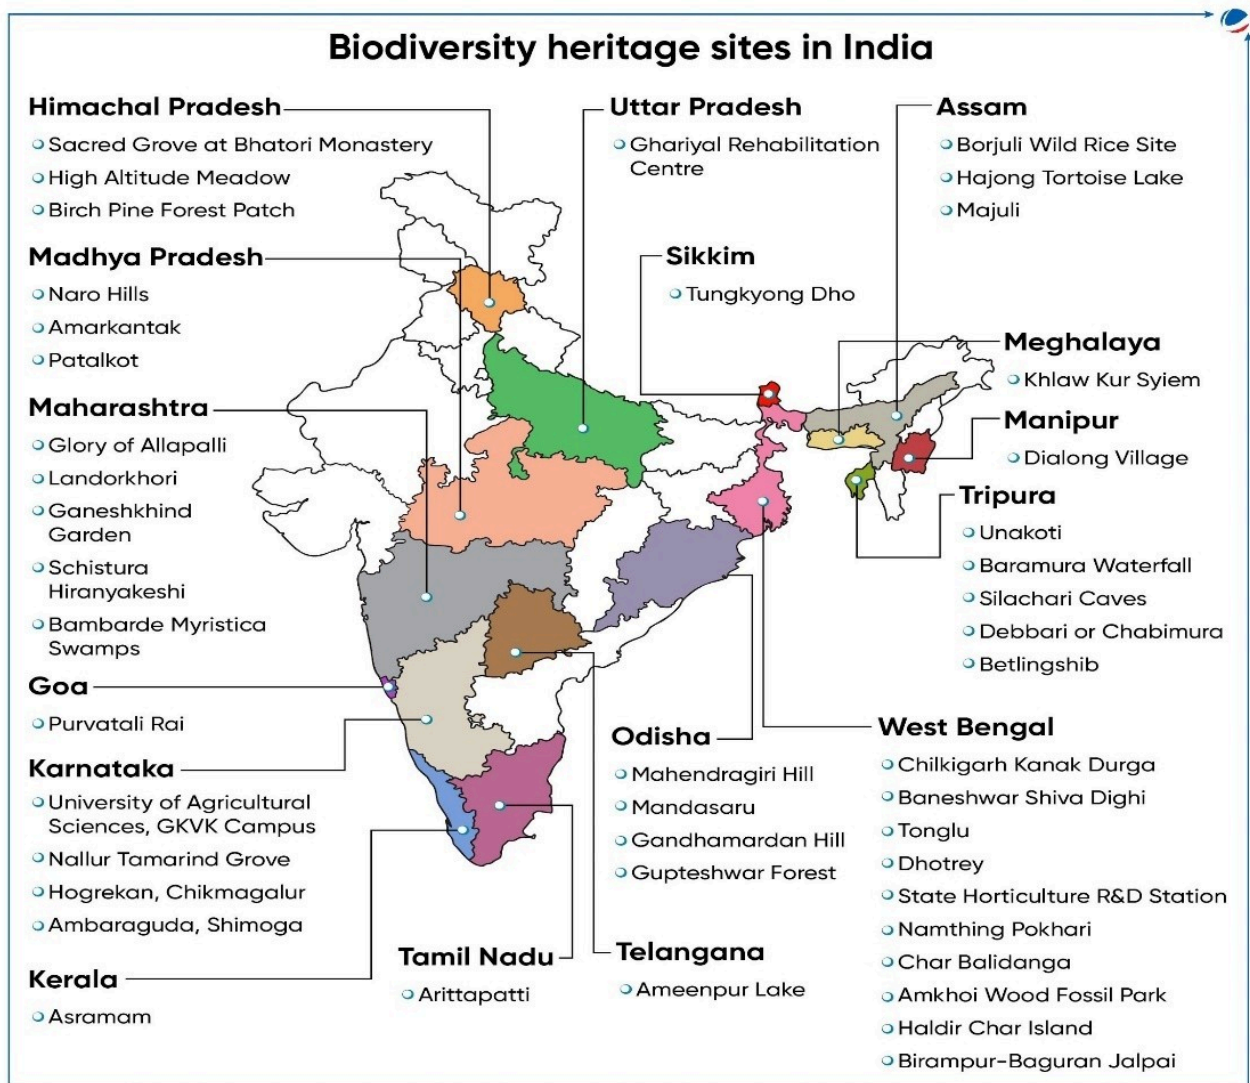 Biodiversity heritage sites in India
Himachal Pradesh
Sacred Grove at Bhatori Monastery
High Altitude Meadow
Birch Pine Forest Patch
Madhya Pradesh
Naro Hills
Amarkantak
Patalkot
Maharashtra
Glory of Allapalli
Landorkhori
Ganeshkhind
Garden
Schistura
Hiranyakeshi
Bambarde Myristica
Swamps
Goa
Purvatali Rai
Karnataka
University of Agricultural
Sciences, GKVK Campus
Nallur Tamarind Grove
Hogrekan, Chikmagalur
Ambaraguda, Shimoga
Kerala
Asramam
Tamil Nadu
Arittapatti
Telangana
Ameenpur Lake
Odisha
Mahendragiri Hill
Mandasaru
Gandhamardan Hill
Gupteshwar Forest
Uttar Pradesh
Ghariyal Rehabilitation
Centre
Sikkim
Tungkyong Dho
Assam
Borjuli Wild Rice Site
Hajong Tortoise Lake
Majuli
Meghalaya
Khlaw Kur Syiem
Manipur
Dialong Village
Tripura
Unakoti
Baramura Waterfall
Silachari Caves
Debbari or Chabimura
Betlingshib
West Bengal
Chilkigarh Kanak Durga
Baneshwar Shiva Dighi
Tonglu
Dhotrey
State Horticulture R&D Station
Namthing Pokhari
Char Balidanga
Amkhoi Wood Fossil Park
Haldir Char Island
Birampur-Baguran Jalpai